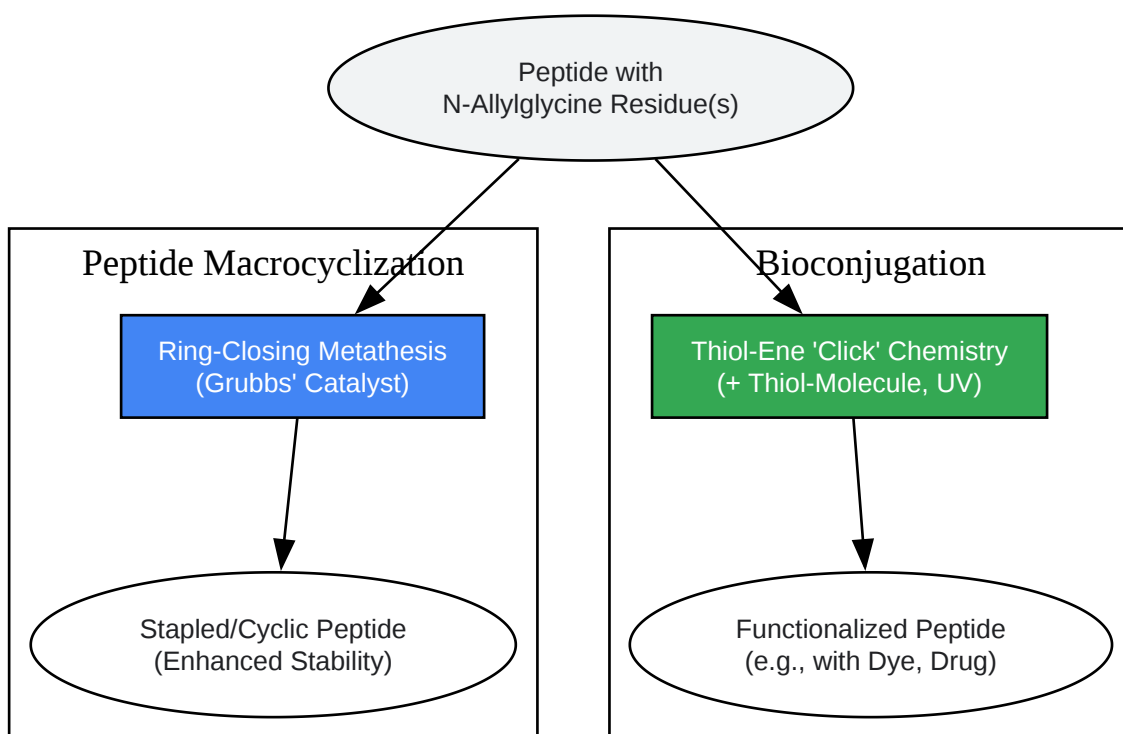 Peptide with
N-Allylglycine Residue(s)
Peptide Macrocyclization
Ring-Closing Metathesis
(Grubbs' Catalyst)
Stapled/Cyclic Peptide
(Enhanced Stability)
Bioconjugation
Thiol-Ene 'Click' Chemistry
(+ Thiol-Molecule, UV)
Functionalized Peptide
(e.g., with Dye, Drug)